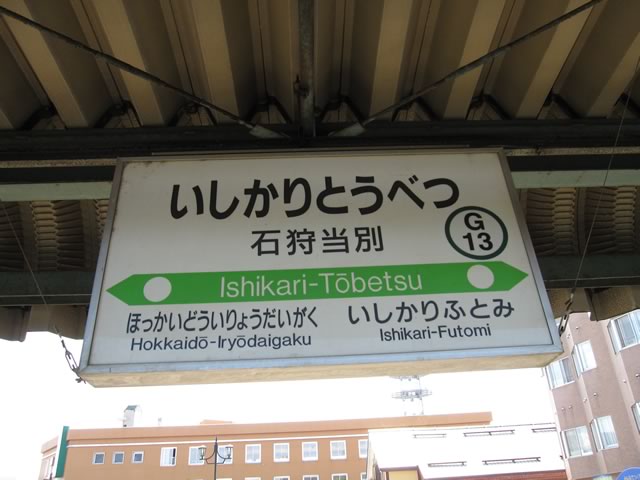 いしかりとうべつ
石狩当別
G
13
Ishikari-Tōbetsu
ほっかいどういりょうだいがく
Hokkaidō-Iryōdaigaku
いしかりふとみ
Ishikari-Futomi